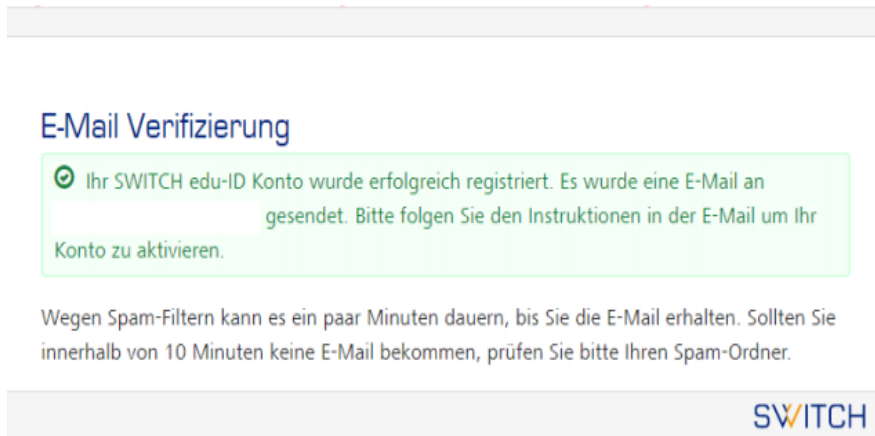 E-Mail Verifizierung
Ihr SWITCH edu-ID Konto wurde erfolgreich registriert. Es wurde eine E-Mail an
gesendet. Bitte folgen Sie den Instruktionen in der E-Mail um Ihr
Konto zu aktivieren.
Wegen Spam-Filtern kann es ein paar Minuten dauern, bis Sie die E-Mail erhalten. Sollten Sie
innerhalb von 10 Minuten keine E-Mail bekommen, prüfen Sie bitte Ihren Spam-Ordner.
SWITCH